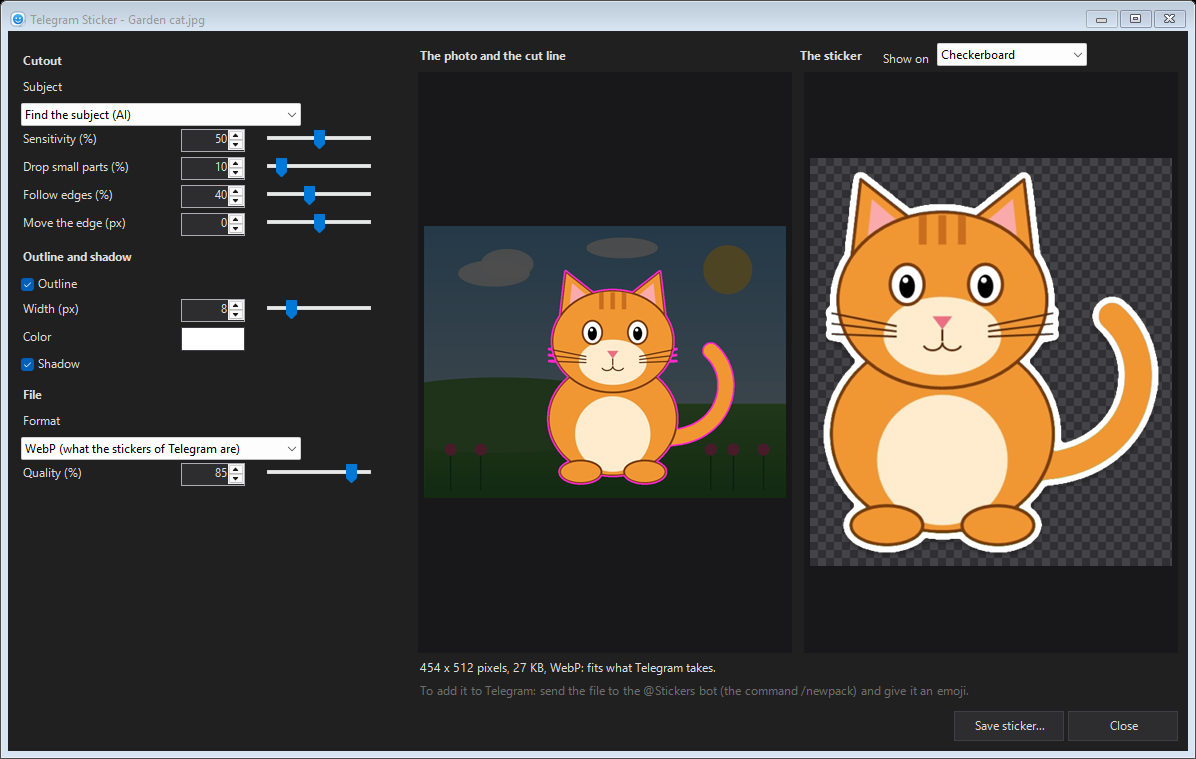 Telegram Sticker - Garden cat.jpg
Cutout
Subject
Find the subject (AI)
Sensitivity (%) 50
Drop small parts (%) 10
Follow edges (%) 40
Move the edge (px) 0
Outline and shadow
Outline
Width (px) 8
Color
Shadow
File
Format
WebP (what the stickers of Telegram are)
Quality (%) 85
The photo and the cut line
The sticker Show on Checkerboard
454 x 512 pixels, 27 KB, WebP: fits what Telegram takes.
To add it to Telegram: send the file to the @Stickers bot (the command /newpack) and give it an emoji.
Save sticker... Close